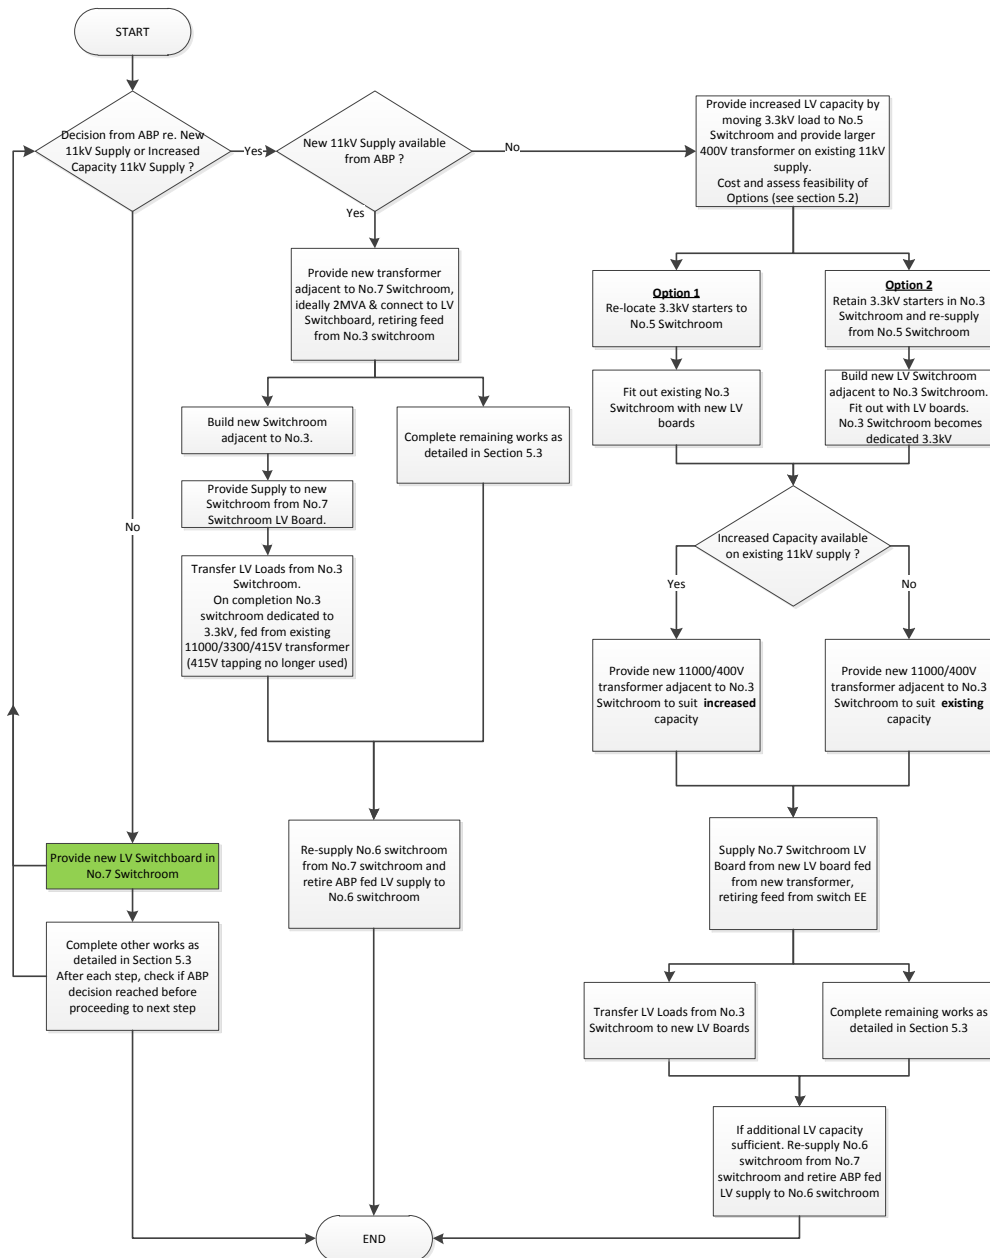 START
Decision from ABP re. New
11kV Supply or Increased
Capacity 11kV Supply ?
Yes
New 11kV Supply available
from ABP ?
No
Provide increased LV capacity by
moving 3.3kV load to No.5
Switchroom and provide larger
400V transformer on existing 11kV
supply.
Cost and assess feasibility of
Options (see section 5.2)
Yes
Provide new transformer
adjacent to No.7 Switchroom,
ideally 2MVA & connect to LV
Switchboard, retiring feed
from No.3 switchroom
Option 1
Re-locate 3.3kV starters to
No.5 Switchroom
Option 2
Retain 3.3kV starters in No.3
Switchroom and re-supply
from No.5 Switchroom
Build new Switchroom
adjacent to No.3.
Complete remaining works as
detailed in Section 5.3
Fit out existing No.3
Switchroom with new LV
boards
Build new LV Switchroom
adjacent to No.3 Switchroom.
Fit out with LV boards.
No.3 Switchroom becomes
dedicated 3.3kV
No
Provide Supply to new
Switchroom from No.7
Switchroom LV Board.
Increased Capacity available
on existing 11kV supply ?
Transfer LV Loads from No.3
Switchroom.
On completion No.3
switchroom dedicated to
3.3kV, fed from existing
11000/3300/415V transformer
(415V tapping no longer used)
Yes
No
Provide new 11000/400V
transformer adjacent to No.3
Switchroom to suit increased
capacity
Provide new 11000/400V
transformer adjacent to No.3
Switchroom to suit existing
capacity
Provide new LV Switchboard in
No.7 Switchroom
Re-supply No.6 switchroom
from No.7 switchroom and
retire ABP fed LV supply to
No.6 switchroom
Supply No.7 Switchroom LV
Board from new LV board fed
from new transformer,
retiring feed from switch EE
Complete other works as
detailed in Section 5.3
After each step, check if ABP
decision reached before
proceeding to next step
Transfer LV Loads from No.3
Switchroom to new LV Boards
Complete remaining works as
detailed in Section 5.3
If additional LV capacity
sufficient. Re-supply No.6
switchroom from No.7
switchroom and retire ABP fed
LV supply to No.6 switchroom
END